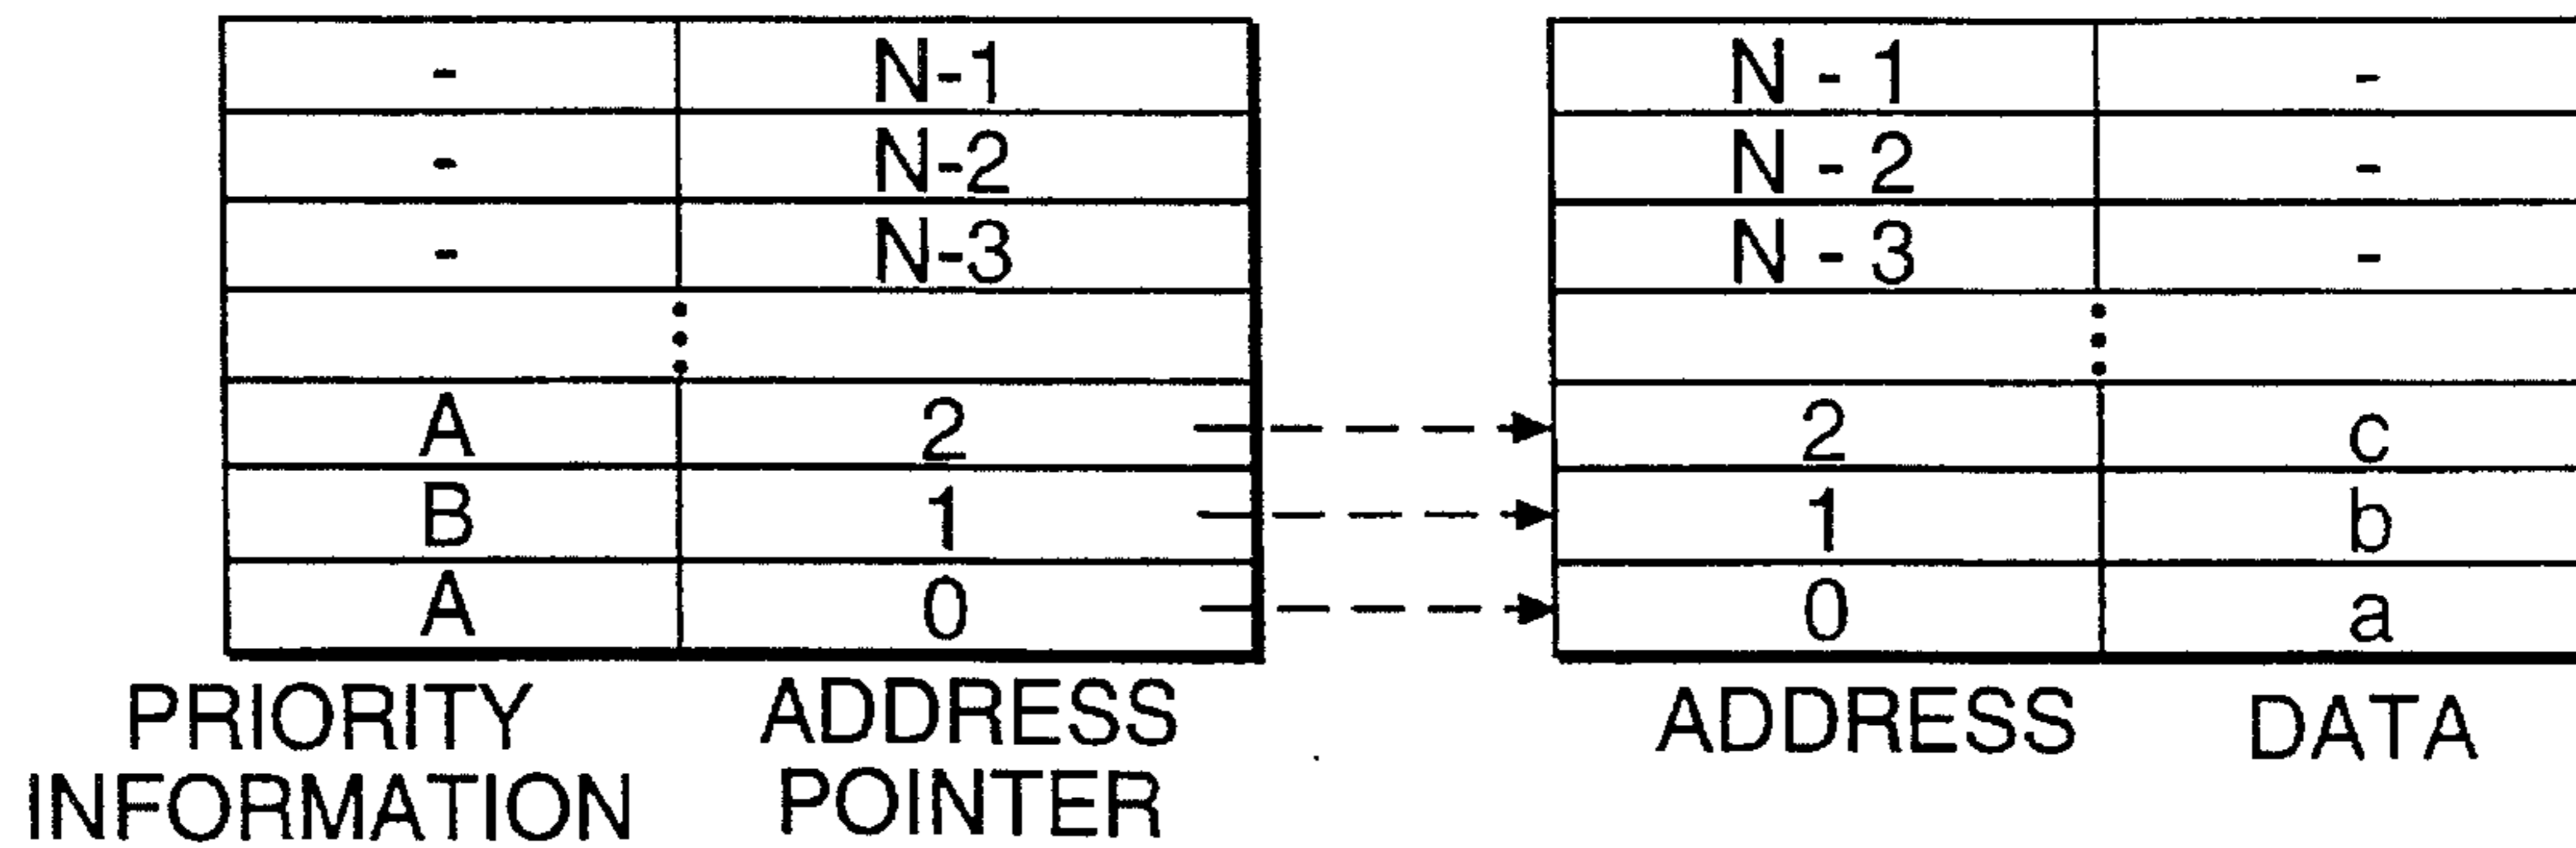 - N-1 N - 1 -
- N-2 N - 2 -
- N-3 N - 3 -
A 2 2 c
B 1 1 b
A 0 0 a
PRIORITY ADDRESS ADDRESS DATA
INFORMATION POINTER